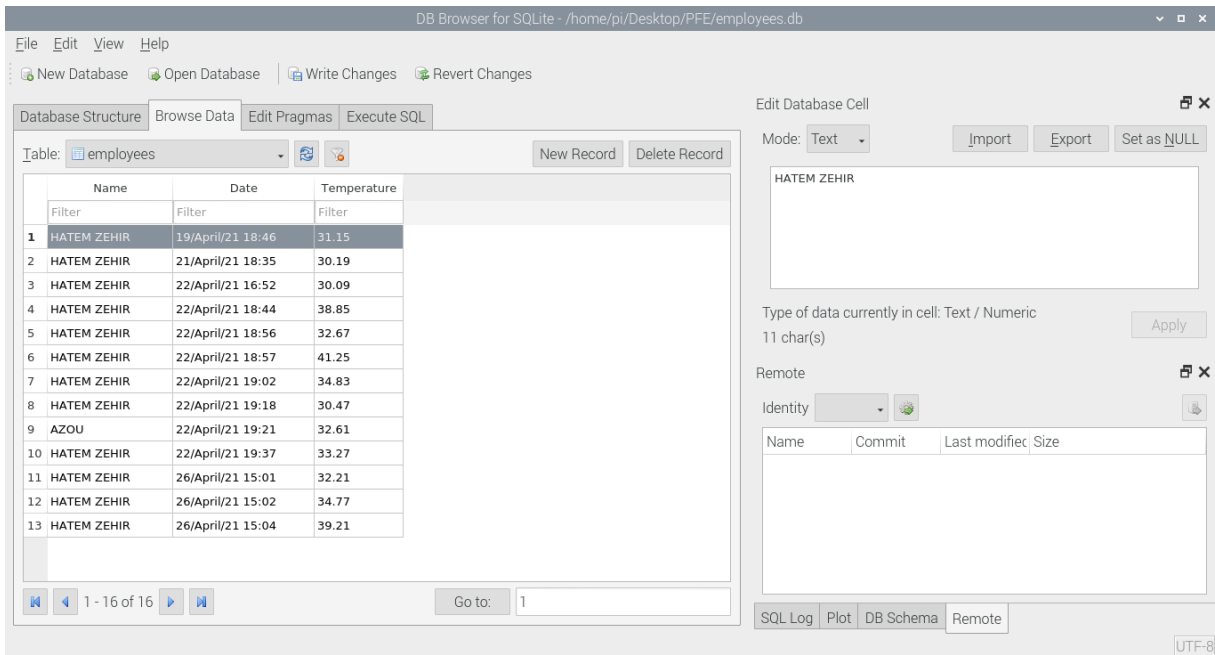 DB Browser for SQLite - /home/pi/Desktop/PFE/employees.db
File Edit View Help
New Database Open Database Write Changes Revert Changes
Database Structure Browse Data Edit Pragmas Execute SQL
Table: employees New Record Delete Record
Name Date Temperature
Filter Filter Filter
1 HATEM ZEHIR 19/April/21 18:46 31.15
2 HATEM ZEHIR 21/April/21 18:35 30.19
3 HATEM ZEHIR 22/April/21 16:52 30.09
4 HATEM ZEHIR 22/April/21 18:44 38.85
5 HATEM ZEHIR 22/April/21 18:56 32.67
6 HATEM ZEHIR 22/April/21 18:57 41.25
7 HATEM ZEHIR 22/April/21 19:02 34.83
8 HATEM ZEHIR 22/April/21 19:18 30.47
9 AZOU 22/April/21 19:21 32.61
10 HATEM ZEHIR 22/April/21 19:37 33.27
11 HATEM ZEHIR 26/April/21 15:01 32.21
12 HATEM ZEHIR 26/April/21 15:02 34.77
13 HATEM ZEHIR 26/April/21 15:04 39.21
1 - 16 of 16 Go to: 1
Edit Database Cell
Mode: Text Import Export Set as NULL
HATEM ZEHIR
Type of data currently in cell: Text / Numeric
11 char(s)
Apply
Remote
Identity
Name Commit Last modified Size
SQL Log Plot DB Schema Remote
UTF-8